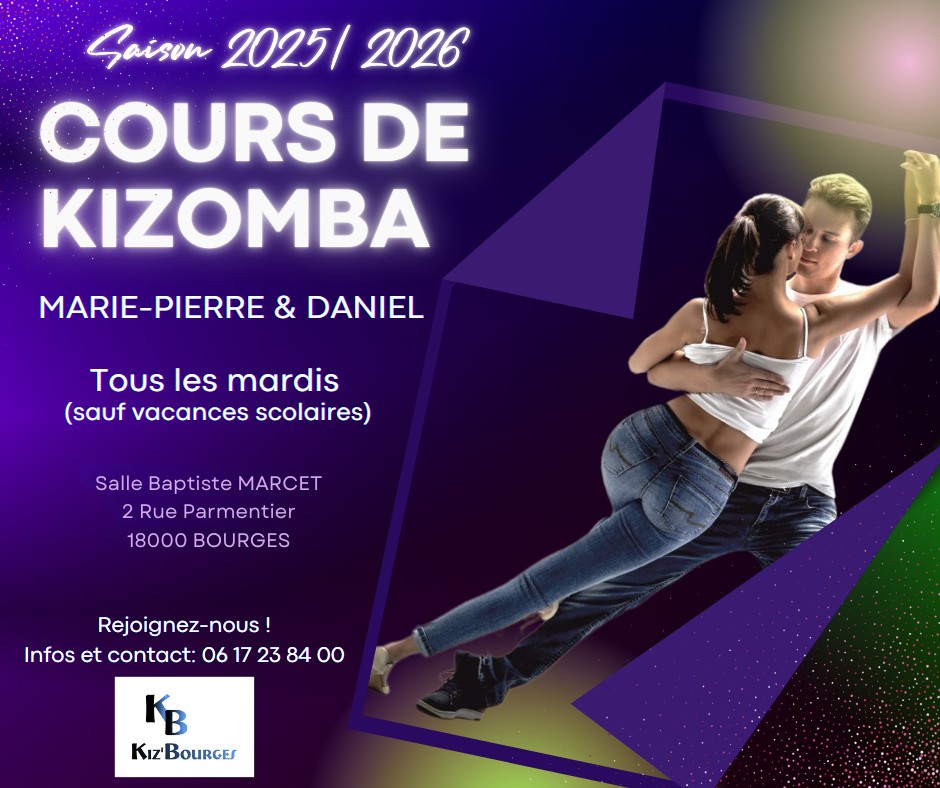 Saison 2025/ 2026
COURS DE
KIZOMBA
MARIE-PIERRE & DANIEL
Tous les mardis
(sauf vacances scolaires)
Salle Baptiste MARCET
2 Rue Parmentier
18000 BOURGES
Rejoignez-nous !
Infos et contact: 06 17 23 84 00
KB
KIZ'BOURGES